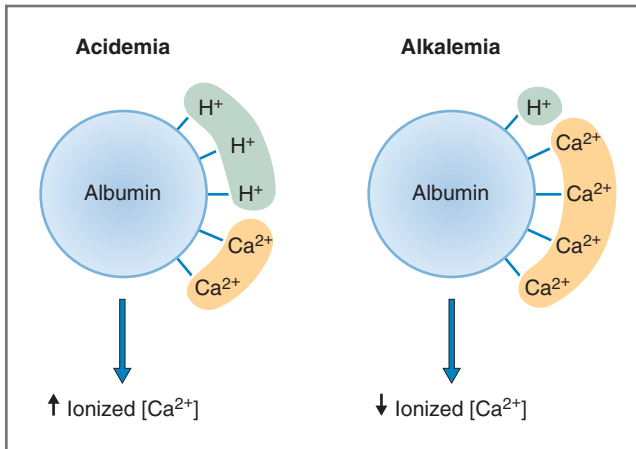 Acidemia
H⁺
H⁺
H⁺
Albumin
Ca²⁺
Ca²⁺
↑ Ionized [Ca²⁺]
Alkalemia
H⁺
Ca²⁺
Ca²⁺
Albumin
Ca²⁺
Ca²⁺
↓ Ionized [Ca²⁺]